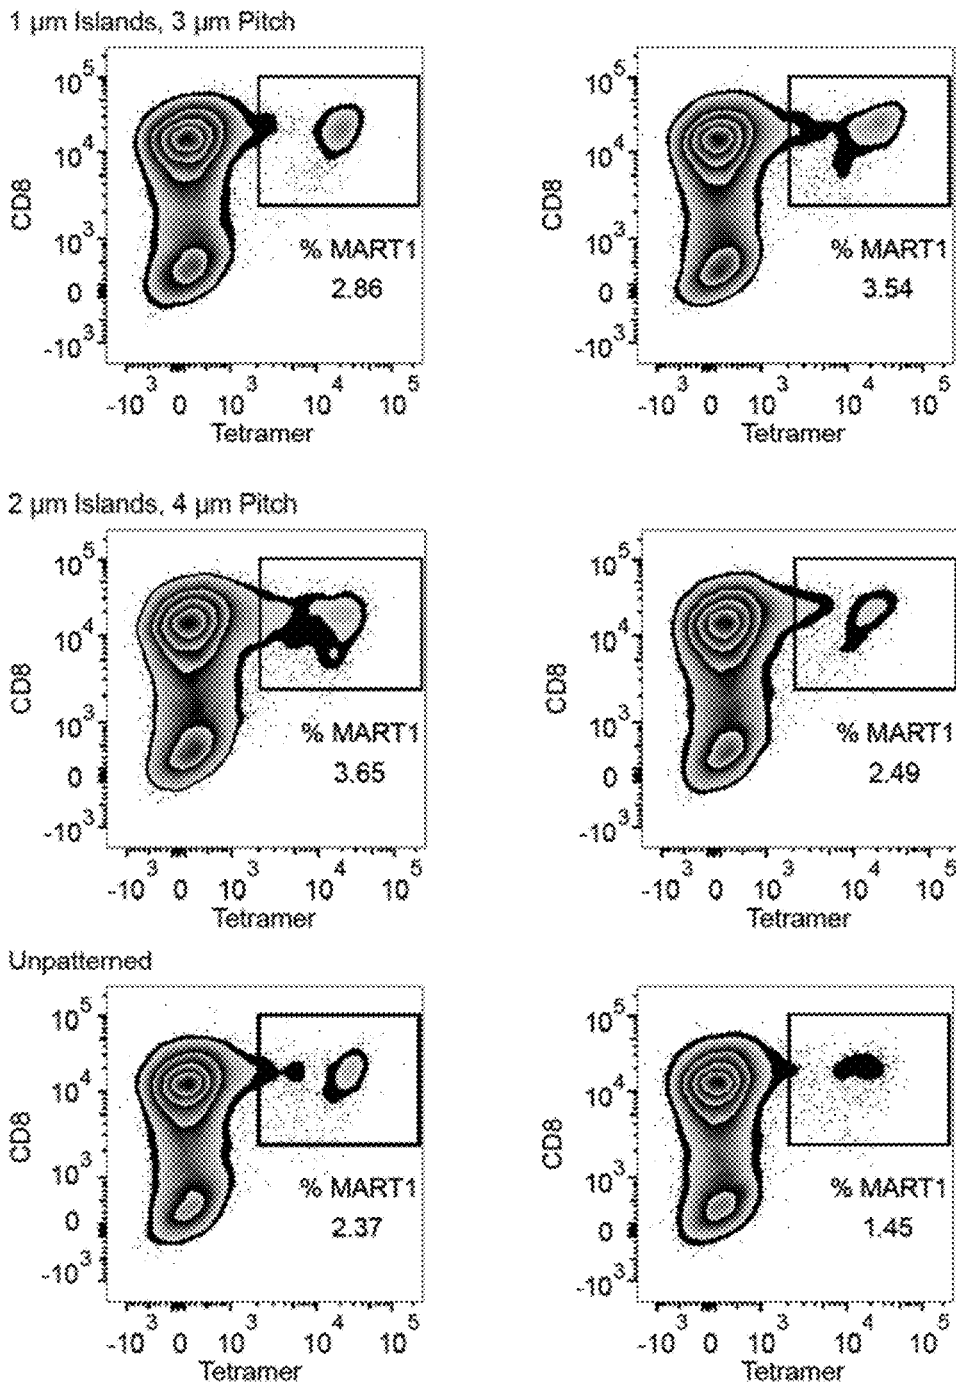 1 µm Islands, 3 µm Pitch
10^5
10^4
10^3
0
-10^3
CD8
% MART1
2.86
-10^3 0 10^3 10^4 10^5
Tetramer
10^5
10^4
10^3
0
-10^3
CD8
% MART1
3.54
-10^3 0 10^3 10^4 10^5
Tetramer
2 µm Islands, 4 µm Pitch
10^5
10^4
10^3
0
-10^3
CD8
% MART1
3.65
-10^3 0 10^3 10^4 10^5
Tetramer
10^5
10^4
10^3
0
-10^3
CD8
% MART1
2.49
-10^3 0 10^3 10^4 10^5
Tetramer
Unpatterned
10^5
10^4
10^3
0
-10^3
CD8
% MART1
2.37
-10^3 0 10^3 10^4 10^5
Tetramer
10^5
10^4
10^3
0
-10^3
CD8
% MART1
1.45
-10^3 0 10^3 10^4 10^5
Tetramer